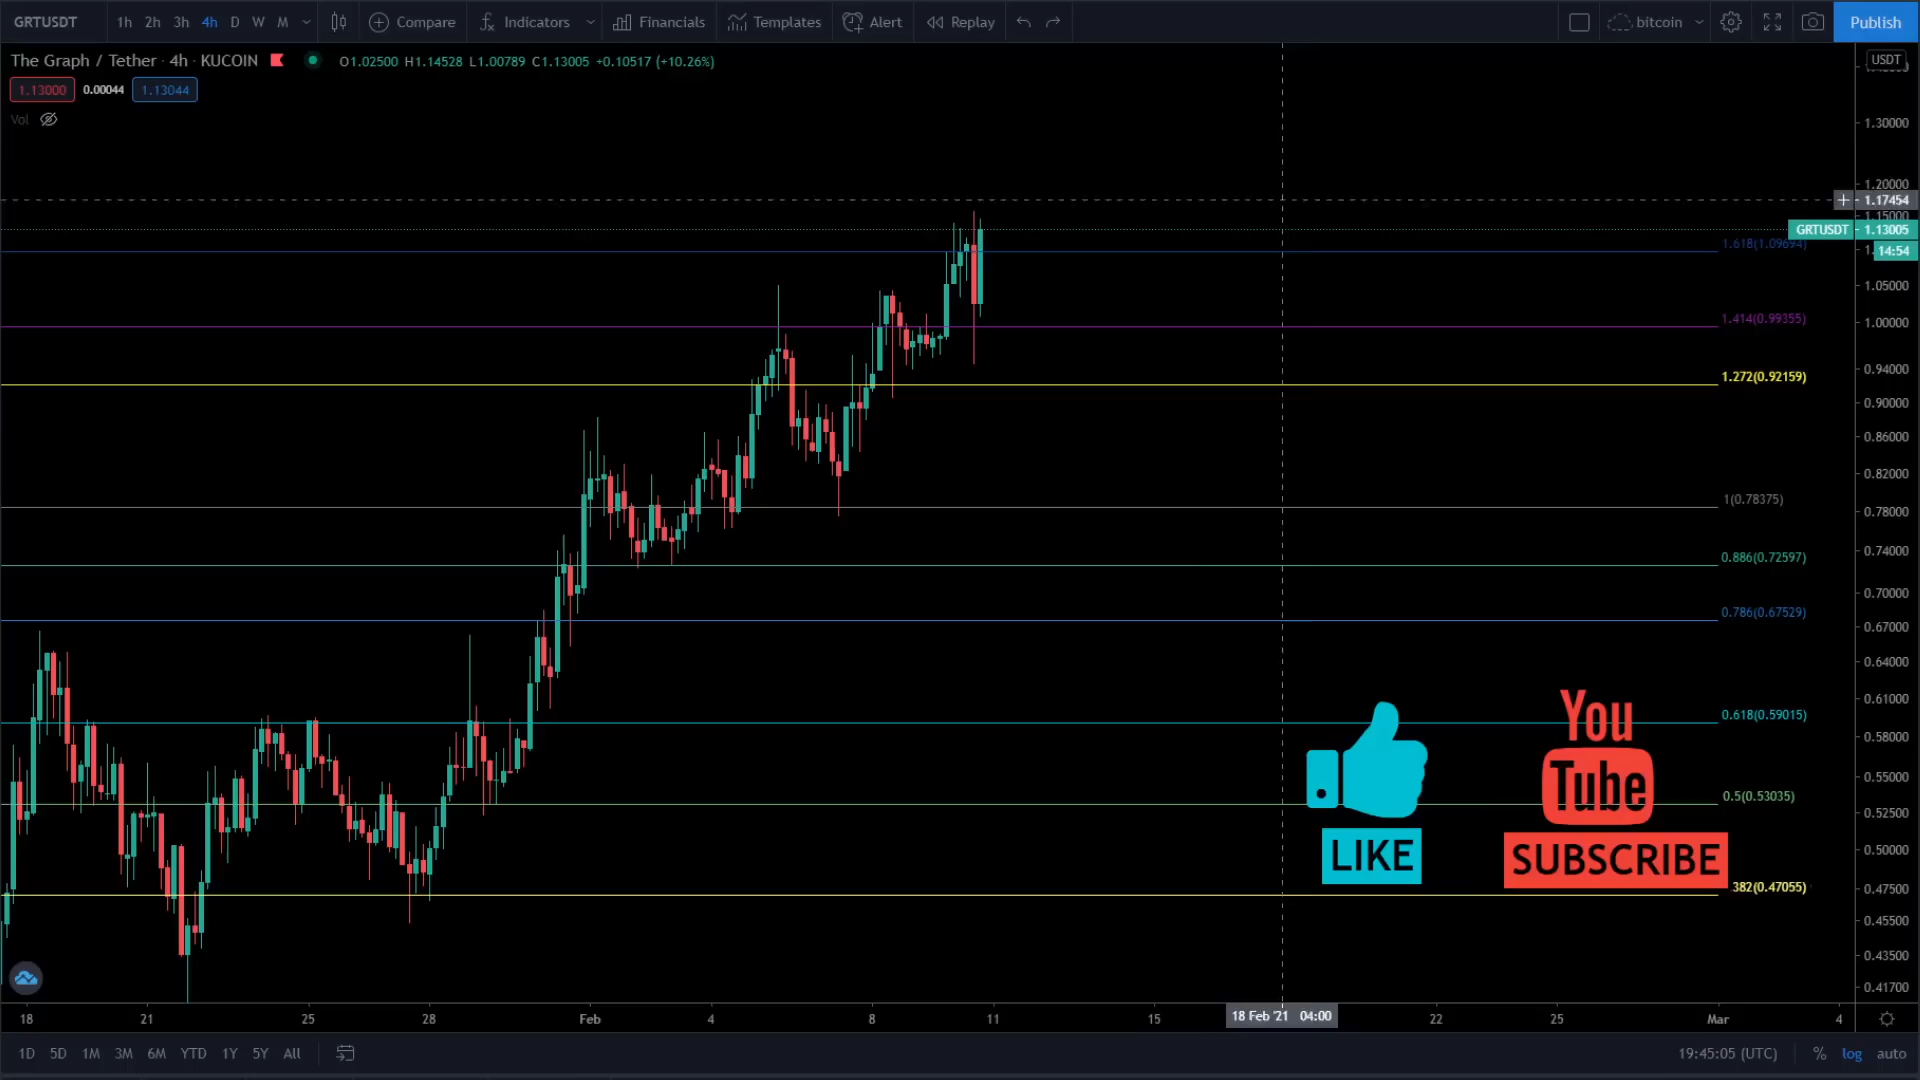 GRTUSDT 1h 2h 3h 4h D W M Compare Indicators Financials Templates Alert Replay bitcoin Publish
The Graph / Tether · 4h · KUCOIN O1.02500 H1.14528 L1.00789 C1.13005 +0.10517 (+10.26%)
USDT
1.13000 0.00044 1.13044
Vol
1.30000
1.20000
1.17454
1.15000
GRTUSDT 1.13005
1.618(1.09694)
14:54
1.05000
1.414(0.99355)
1.00000
0.94000
1.272(0.92159)
0.90000
0.86000
0.82000
1(0.78375)
0.78000
0.74000
0.886(0.72597)
0.70000
0.786(0.67529)
0.67000
0.64000
0.61000
0.618(0.59015)
0.58000
0.55000
0.5(0.53035)
0.52500
0.50000
382(0.47055)
0.47500
0.45500
0.43500
0.41700
You
Tube
LIKE
SUBSCRIBE
18 21 25 28 Feb 4 8 11 15 18 Feb '21 04:00 22 25 Mar 4
1D 5D 1M 3M 6M YTD 1Y 5Y All 19:45:05 (UTC) % log auto